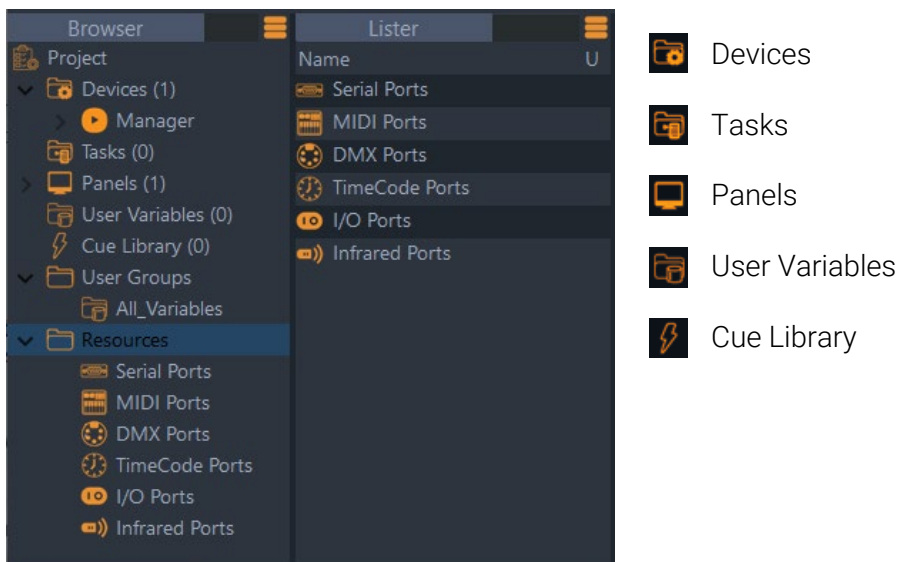 Browser
Project
Devices (1)
Manager
Tasks (0)
Panels (1)
User Variables (0)
Cue Library (0)
User Groups
All_Variables
Resources
Serial Ports
MIDI Ports
DMX Ports
TimeCode Ports
I/O Ports
Infrared Ports
Lister
Name U
Serial Ports
MIDI Ports
DMX Ports
TimeCode Ports
I/O Ports
Infrared Ports
Devices
Tasks
Panels
User Variables
Cue Library